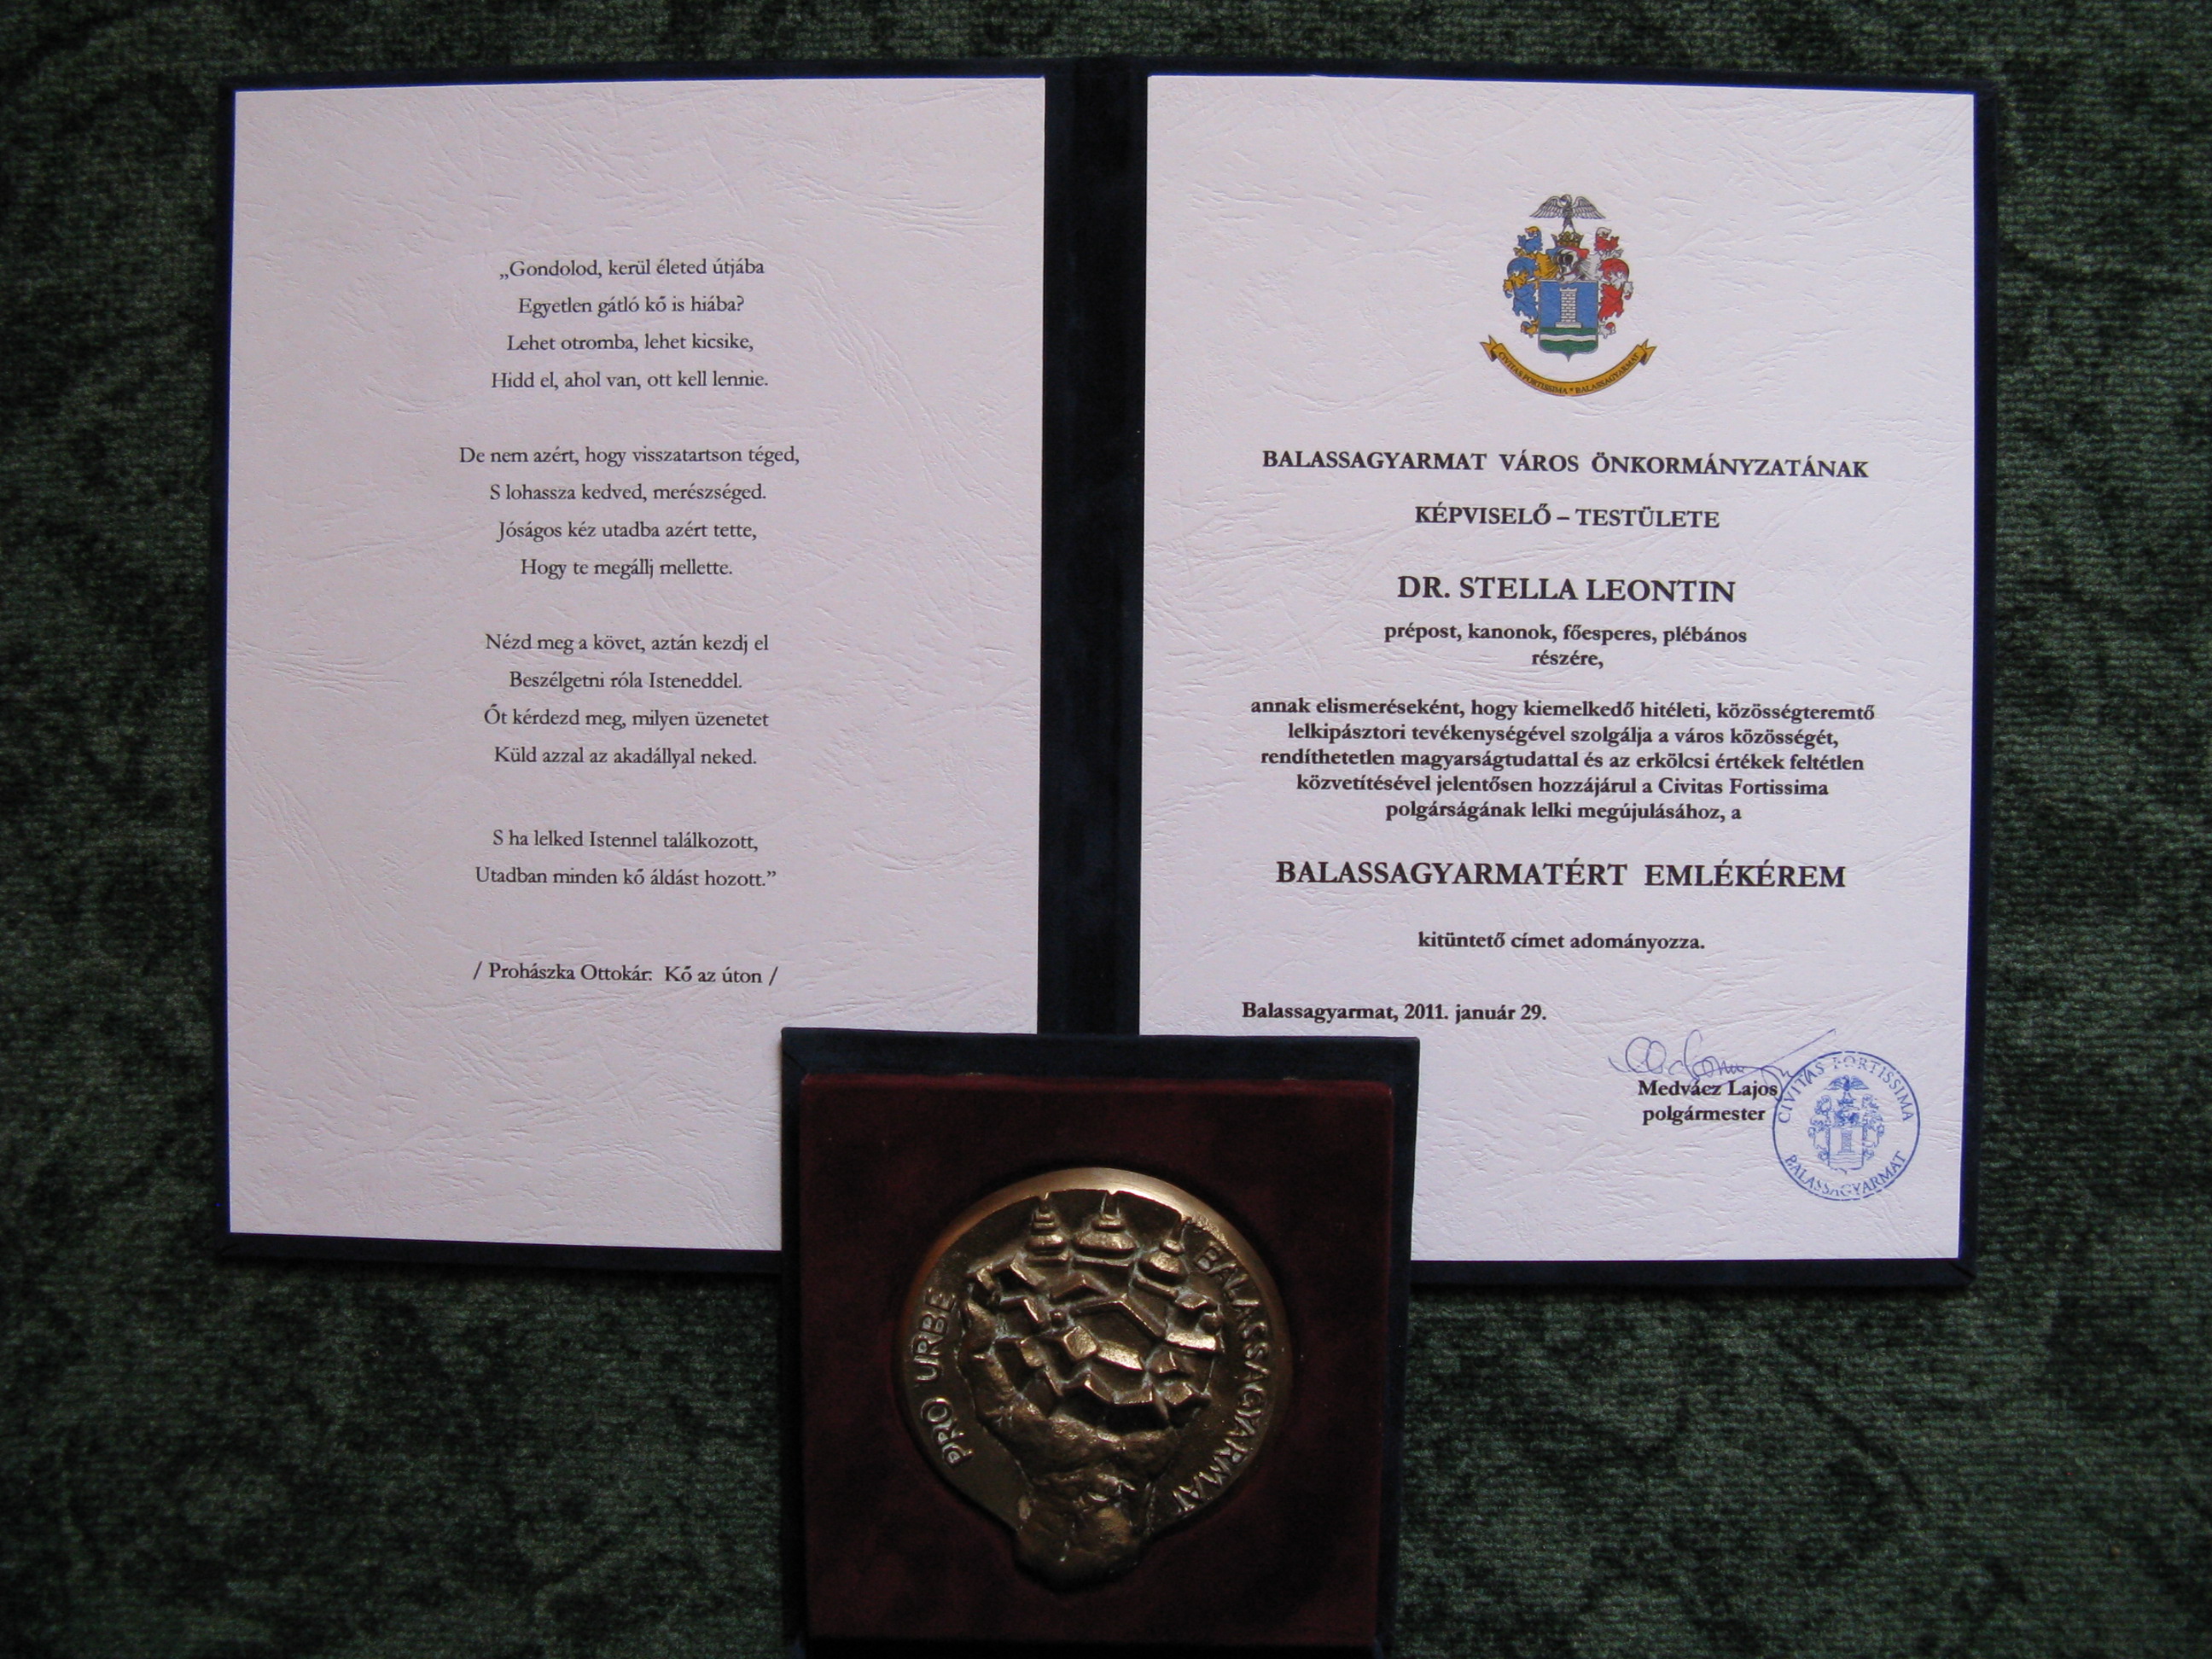 „Gondolod, kerül életed útjába
Egyetlen gátló kő is hiába?
Lehet otromba, lehet kicsike,
Hidd el, ahol van, ott kell lennie.
De nem azért, hogy visszatartson téged,
S lohassza kedved, merészséged.
Jóságos kéz utadba azért tette,
Hogy te megállj mellette.
Nézd meg a követ, aztán kezdj el
Beszélgetni róla Isteneddel.
Őt kérdezd meg, milyen üzenetet
Küld azzal az akadállyal neked.
S ha lelked Istennel találkozott,
Utadban minden kő áldást hozott.”
/ Prohászka Ottokár: Kő az úton /
CIVITAS FORTISSIMA * BALASSAGYARMAT
BALASSAGYARMAT VÁROS ÖNKORMÁNYZATÁNAK
KÉPVISELŐ – TESTÜLETE
DR. STELLA LEONTIN
prépost, kanonok, főesperes, plébános
részére,
annak elismeréseként, hogy kiemelkedő hitéleti, közösségteremtő
lelkipásztori tevékenységével szolgálja a város közösségét,
rendíthetetlen magyarságtudattal és az erkölcsi értékek feltétlen
közvetítésével jelentősen hozzájárul a Civitas Fortissima
polgárságának lelki megújulásához, a
BALASSAGYARMATÉRT EMLÉKÉREM
kitüntető címet adományozza.
Balassagyarmat, 2011. január 29.
Medvácz Lajos
polgármester
CIVITAS FORTISSIMA
BALASSAGYARMAT
PRO URBE
BALASSAGYARMAT